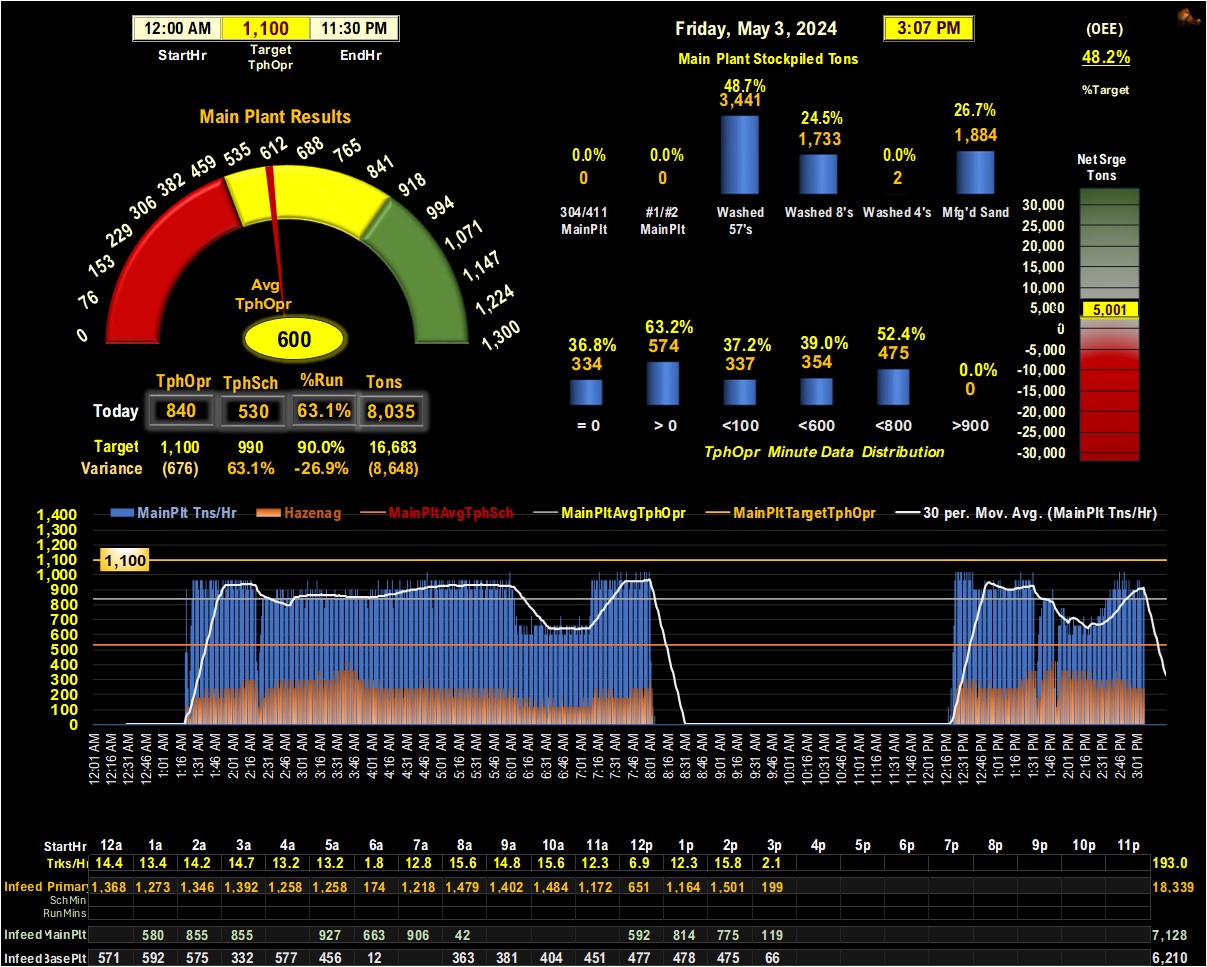 12:00 AM 1,100 11:30 PM
StartHr Target TphOpr EndHr
Friday, May 3, 2024 3:07 PM
(OEE)
48.2%
%Target
Main Plant Stockpiled Tons
48.7% 24.5% 26.7%
3,441 1,733 1,884
0.0% 0.0% 0.0%
0 0 2
304/411 MainPlt #1/#2 MainPlt Washed 57's Washed 8's Washed 4's Mfg'd Sand
Main Plant Results
0 76 153 229 306 382 459 535 612 688 765 841 918 994 1,071 1,147 1,224 1,300
Avg
TphOpr
600
Net Srge
Tons
30,000
25,000
20,000
15,000
10,000
5,000
5,001
0
-5,000
-10,000
-15,000
-20,000
-25,000
-30,000
36.8% 63.2% 37.2% 39.0% 52.4% 0.0%
334 574 337 354 475 0
= 0 > 0 <100 <600 <800 >900
TphOpr Minute Data Distribution
TphOpr TphSch %Run Tons
Today 840 530 63.1% 8,035
Target 1,100 990 90.0% 16,683
Variance (676) 63.1% -26.9% (8,648)
MainPlt Tns/Hr Hazenag MainPltAvgTphSch MainPltAvgTphOpr MainPltTargetTphOpr 30 per. Mov. Avg. (MainPlt Tns/Hr)
1,400
1,300
1,200
1,100 1,100
1,000
900
800
700
600
500
400
300
200
100
0
12:01 AM 12:16 AM 12:31 AM 12:46 AM 1:01 AM 1:16 AM 1:31 AM 1:46 AM 2:01 AM 2:16 AM 2:31 AM 2:46 AM 3:01 AM 3:16 AM 3:31 AM 3:46 AM 4:01 AM 4:16 AM 4:31 AM 4:46 AM 5:01 AM 5:16 AM 5:31 AM 5:46 AM 6:01 AM 6:16 AM 6:31 AM 6:46 AM 7:01 AM 7:16 AM 7:31 AM 7:46 AM 8:01 AM 8:16 AM 8:31 AM 8:46 AM 9:01 AM 9:16 AM 9:31 AM 9:46 AM 10:01 AM 10:16 AM 10:31 AM 10:46 AM 11:01 AM 11:16 AM 11:31 AM 11:46 AM 12:01 PM 12:16 PM 12:31 PM 12:46 PM 1:01 PM 1:16 PM 1:31 PM 1:46 PM 2:01 PM 2:16 PM 2:31 PM 2:46 PM 3:01 PM
StartHr 12a 1a 2a 3a 4a 5a 6a 7a 8a 9a 10a 11a 12p 1p 2p 3p 4p 5p 6p 7p 8p 9p 10p 11p
Trks/Hr 14.4 13.4 14.2 14.7 13.2 13.2 1.8 12.8 15.6 14.8 15.6 12.3 6.9 12.3 15.8 2.1 193.0
Infeed Primary 1,368 1,273 1,346 1,392 1,258 1,258 174 1,218 1,479 1,402 1,484 1,172 651 1,164 1,501 199 18,339
SchMin
RunMins
Infeed MainPlt 580 855 855 927 663 906 42 592 814 775 119 7,128
Infeed BasePlt 571 592 575 332 577 456 12 363 381 404 451 477 478 475 66 6,210